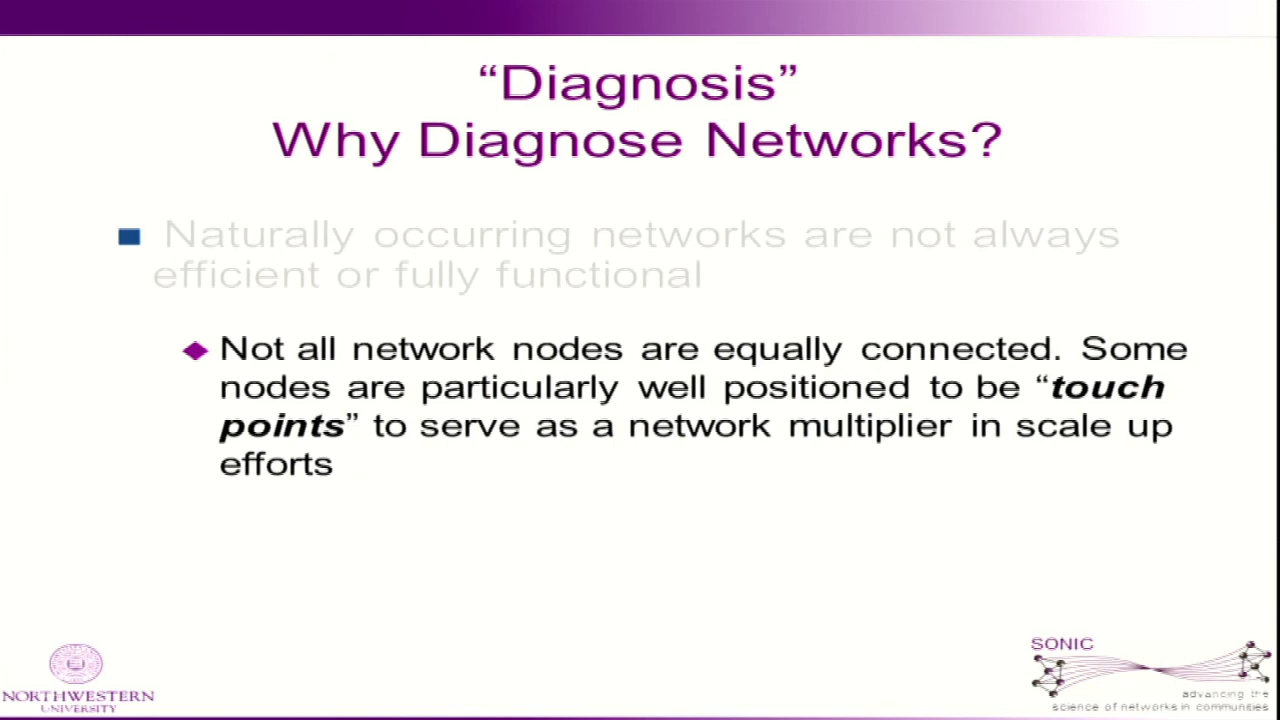 “Diagnosis”
Why Diagnose Networks?
Naturally occurring networks are not always
efficient or fully functional
Not all network nodes are equally connected. Some
nodes are particularly well positioned to be “touch
points” to serve as a network multiplier in scale up
efforts
NORTHWESTERN
UNIVERSITY
SONIC
advancing the
science of networks in communities